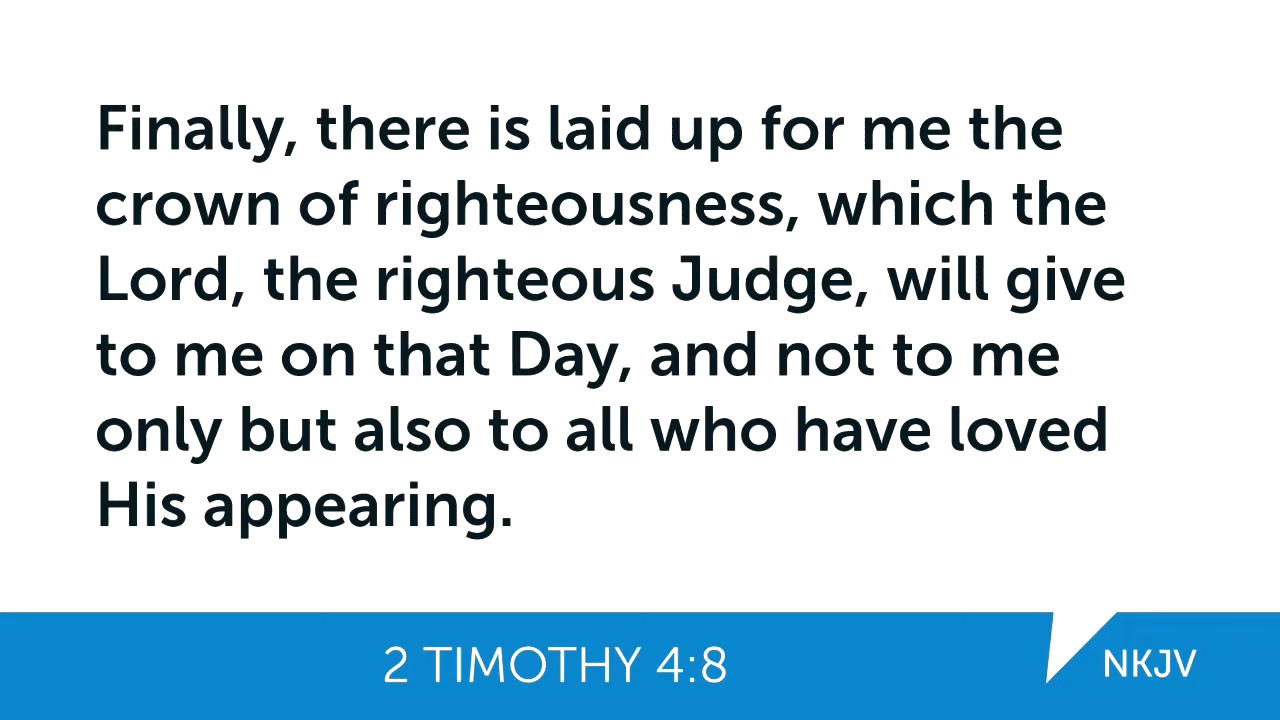 Finally, there is laid up for me the
crown of righteousness, which the
Lord, the righteous Judge, will give
to me on that Day, and not to me
only but also to all who have loved
His appearing.
2 TIMOTHY 4:8
NKJV